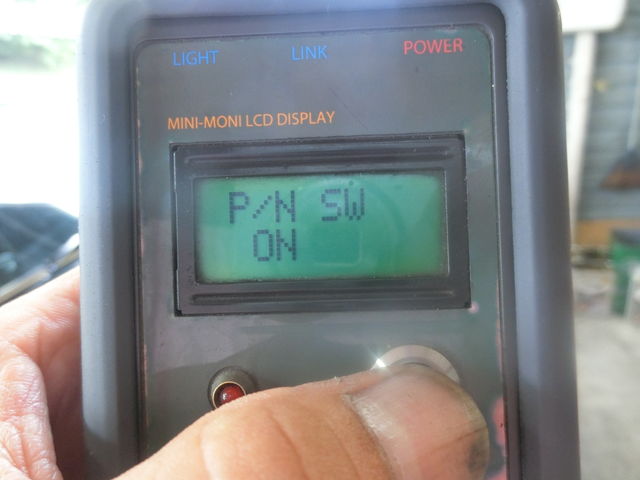 LIGHT LINK POWER
MINI-MONI LCD DISPLAY
P/N SW
ON